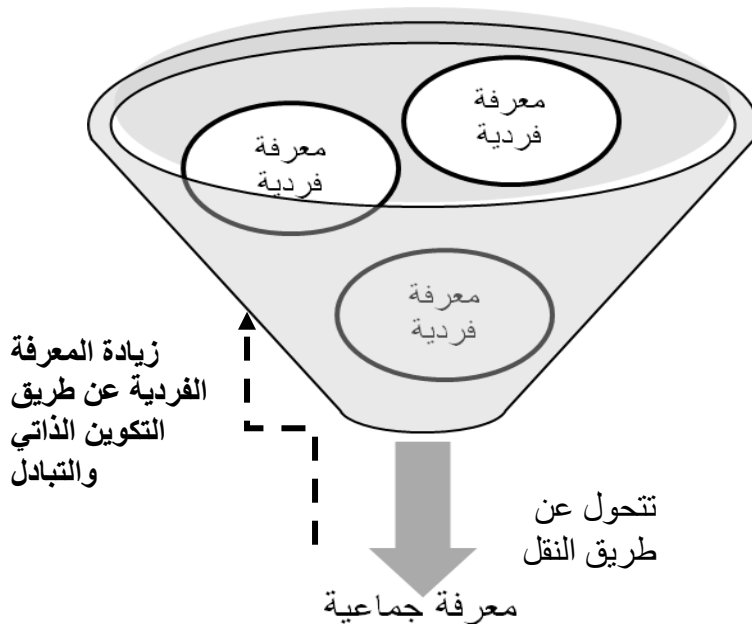 معرفة
فردية
معرفة
فردية
معرفة
فردية
زيادة المعرفة
الفردية عن طريق
التكوين الذاتي
والتبادل
تتحول عن
طريق النقل
معرفة جماعية